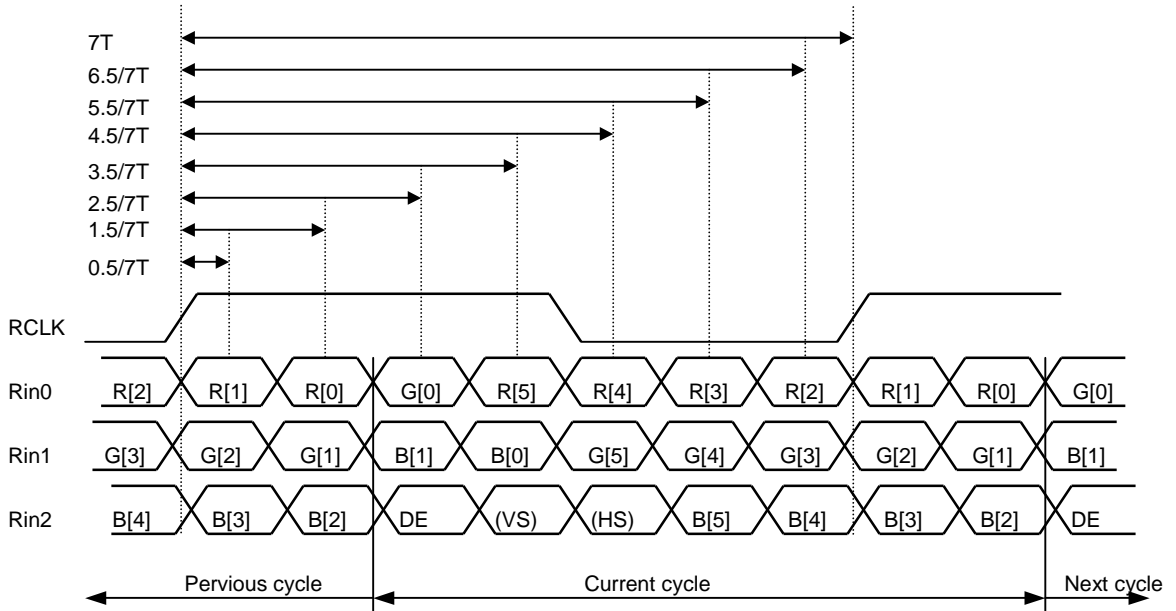 7T
6.5/7T
5.5/7T
4.5/7T
3.5/7T
2.5/7T
1.5/7T
0.5/7T
RCLK
Rin0 R[2] R[1] R[0] G[0] R[5] R[4] R[3] R[2] R[1] R[0] G[0]
Rin1 G[3] G[2] G[1] B[1] B[0] G[5] G[4] G[3] G[2] G[1] B[1]
Rin2 B[4] B[3] B[2] DE (VS) (HS) B[5] B[4] B[3] B[2] DE
Pervious cycle Current cycle Next cycle